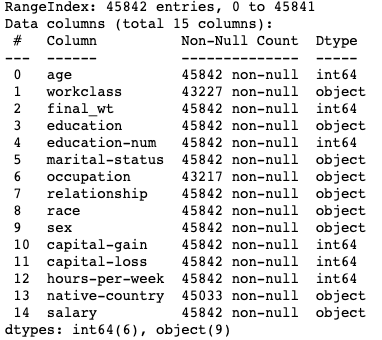 RangeIndex: 45842 entries, 0 to 45841
Data columns (total 15 columns):
 #   Column          Non-Null Count  Dtype
---  ------          --------------  -----
 0   age             45842 non-null  int64
 1   workclass       43227 non-null  object
 2   final_wt        45842 non-null  int64
 3   education       45842 non-null  object
 4   education-num   45842 non-null  int64
 5   marital-status  45842 non-null  object
 6   occupation      43217 non-null  object
 7   relationship    45842 non-null  object
 8   race            45842 non-null  object
 9   sex             45842 non-null  object
 10  capital-gain    45842 non-null  int64
 11  capital-loss    45842 non-null  int64
 12  hours-per-week  45842 non-null  int64
 13  native-country  45033 non-null  object
 14  salary          45842 non-null  object
dtypes: int64(6), object(9)